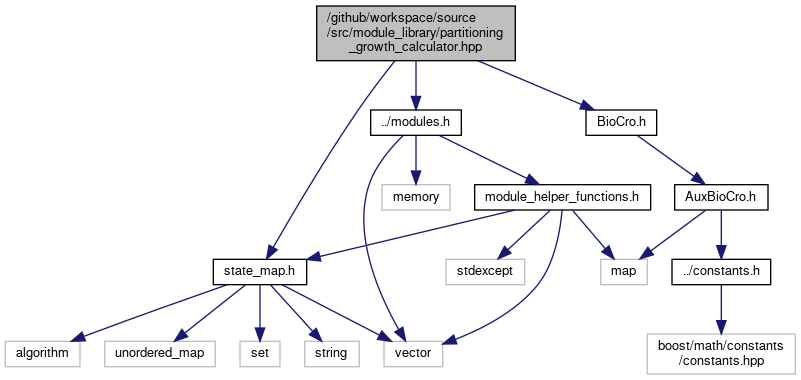 /github/workspace/source
/src/module_library/partitioning
_growth_calculator.hpp
../modules.h
BioCro.h
memory
module_helper_functions.h
AuxBioCro.h
state_map.h
stdexcept
map
../constants.h
algorithm
unordered_map
set
string
vector
boost/math/constants
/constants.hpp